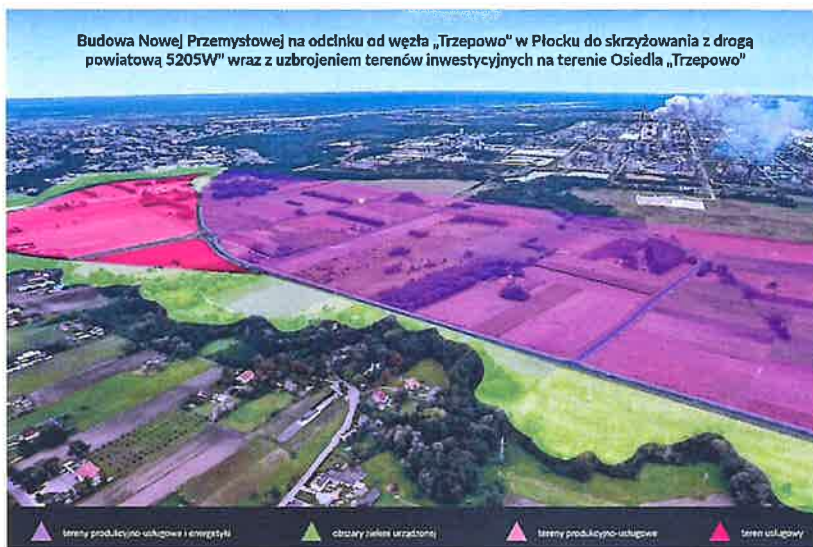 Budowa Nowej Przemysłowej na odcinku od węzła „Trzepowo” w Płocku do skrzyżowania z drogą
powiatową 5205W” wraz z uzbrojeniem terenów inwestycyjnych na terenie Osiedla „Trzepowo”
tereny produkcyjno-usługowe i energetyki
obszary zieleni urządzonej
tereny produkcyjno-usługowe
teren usługowy